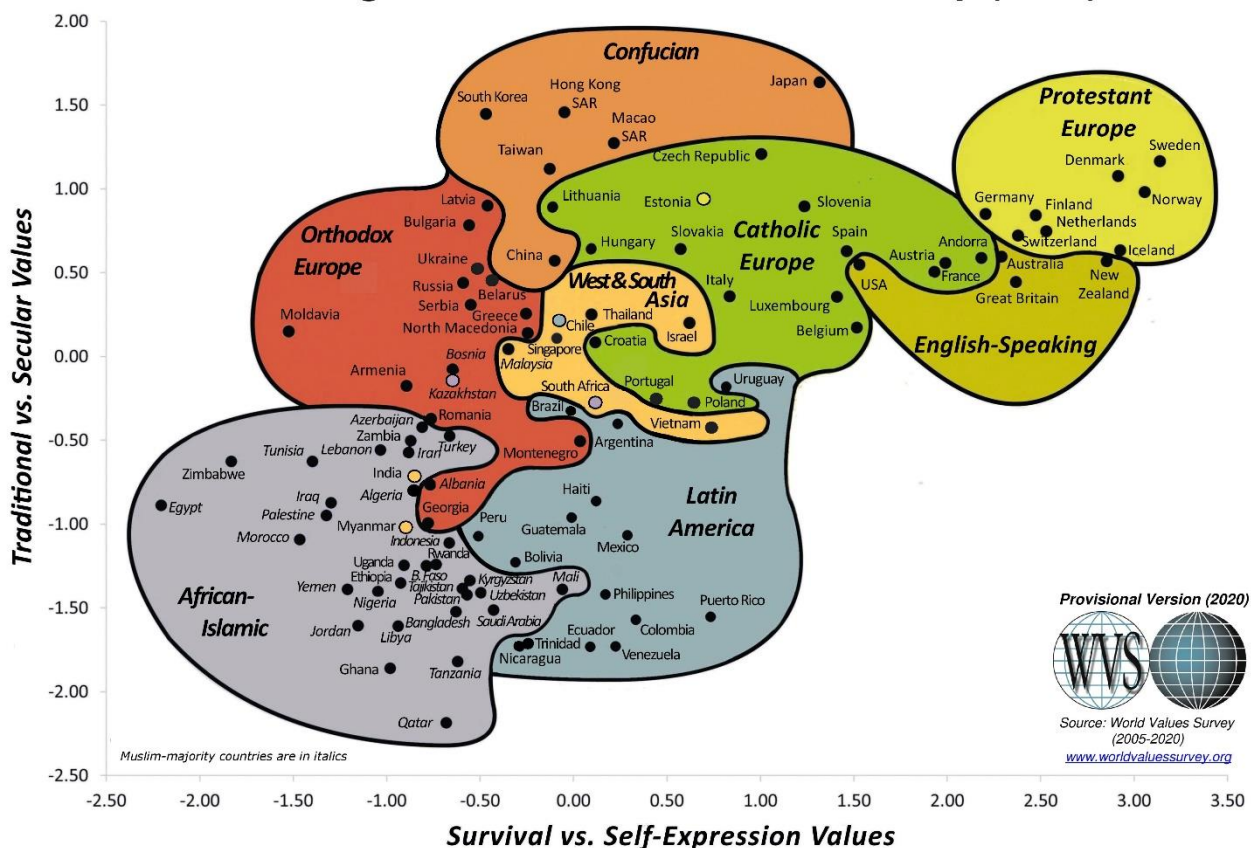 2.00
1.50
1.00
0.50
0.00
-0.50
-1.00
-1.50
-2.00
-2.50
Traditional vs. Secular Values
Confucian
Japan
Hong Kong
SAR
South Korea
Macao
SAR
Taiwan
China
Protestant
Europe
Sweden
Denmark
Norway
Germany
Finland
Netherlands
Switzerland
Iceland
Czech Republic
Lithuania
Estonia
Slovenia
Hungary
Slovakia
Catholic
Europe
Spain
Andorra
Austria
France
Italy
Luxembourg
Belgium
Croatia
Portugal
Poland
Australia
USA
Great Britain
New
Zealand
English-Speaking
Latvia
Bulgaria
Orthodox
Europe
Ukraine
Russia
Belarus
Serbia
Greece
North Macedonia
Moldavia
Bosnia
Armenia
Kazakhstan
Romania
Montenegro
Albania
Georgia
West & South
Asia
Thailand
Chile
Israel
Singapore
Malaysia
South Africa
Vietnam
Uruguay
Brazil
Argentina
Haiti
Latin
America
Guatemala
Peru
Mexico
Bolivia
Philippines
Puerto Rico
Colombia
Ecuador
Trinidad
Nicaragua
Venezuela
Azerbaijan
Zambia
Turkey
Tunisia
Lebanon
Iran
Zimbabwe
India
Iraq
Algeria
Egypt
Palestine
Myanmar
Morocco
Indonesia
Rwanda
Uganda
B. Faso
Ethiopia
Tajikistan
Kyrgyzstan
Mali
Yemen
Nigeria
Pakistan
Uzbekistan
African-
Islamic
Bangladesh
Saudi Arabia
Jordan
Libya
Ghana
Tanzania
Qatar
Muslim-majority countries are in italics
Provisional Version (2020)
WVS
Source: World Values Survey
(2005-2020)
www.worldvaluessurvey.org
-2.50 -2.00 -1.50 -1.00 -0.50 0.00 0.50 1.00 1.50 2.00 2.50 3.00 3.50
Survival vs. Self-Expression Values